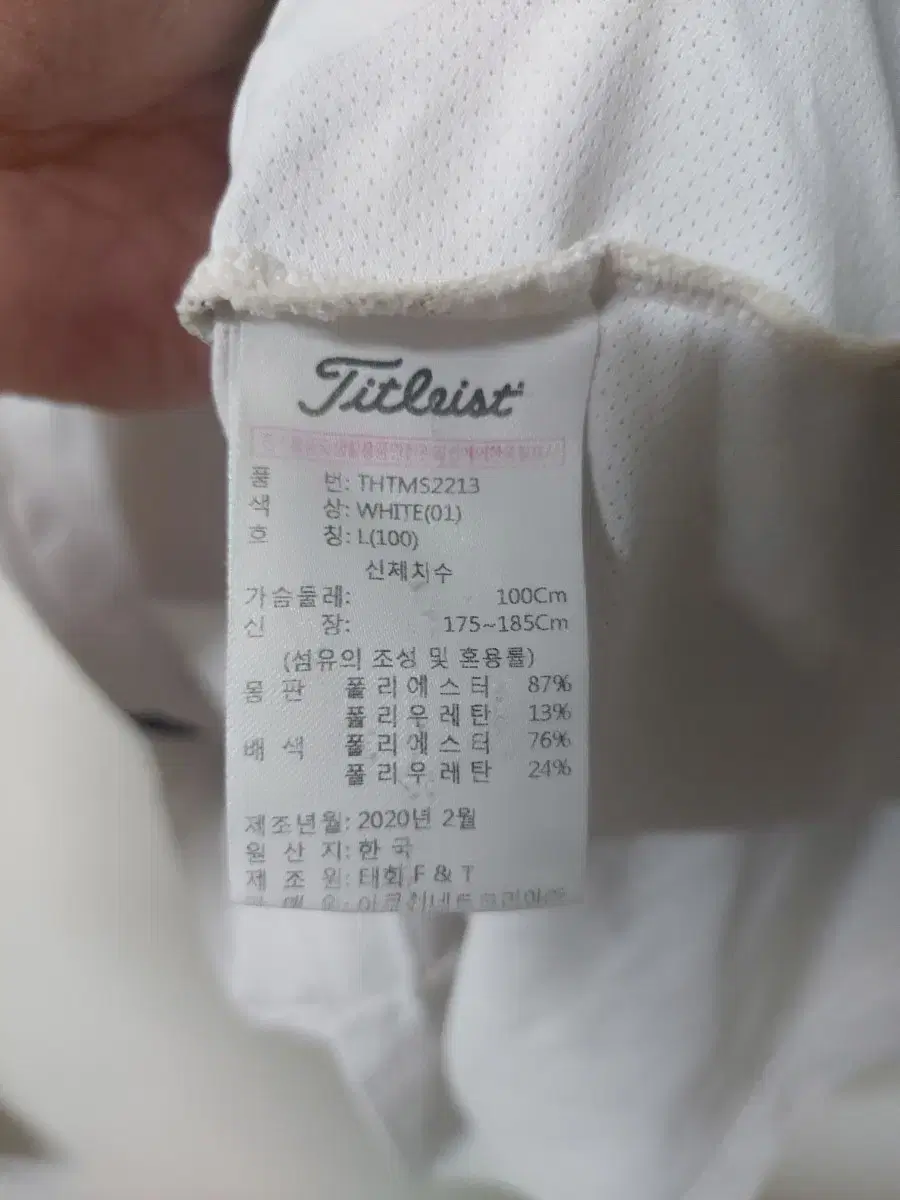 Titleist
품 번: THTMS2213
색 상: WHITE(01)
호 칭: L(100)
신체치수
가슴둘레: 100Cm
신 장: 175~185Cm
(섬유의 조성 및 혼용률)
몸 판 폴리에스터 87%
폴리우레탄 13%
배 색 폴리에스터 76%
폴리우레탄 24%
제조년월: 2020년 2월
원 산 지: 한 국
제 조 원: 태회 F & T